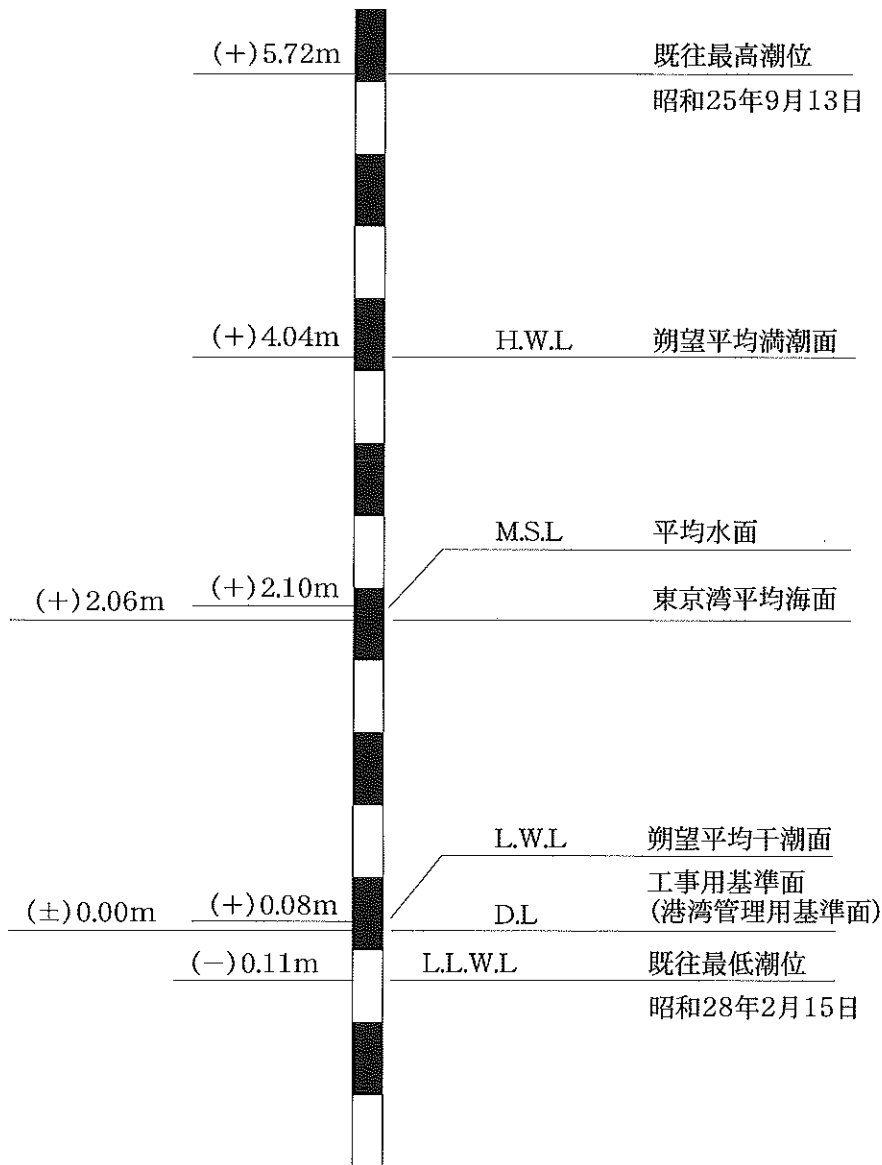 (+)5.72m 既往最高潮位
昭和25年9月13日
(+)4.04m H.W.L 朔望平均満潮面
M.S.L 平均水面
(+)2.06m (+)2.10m 東京湾平均海面
L.W.L 朔望平均干潮面
工事用基準面
(±)0.00m (+)0.08m D.L (港湾管理用基準面)
(−)0.11m L.L.W.L 既往最低潮位
昭和28年2月15日